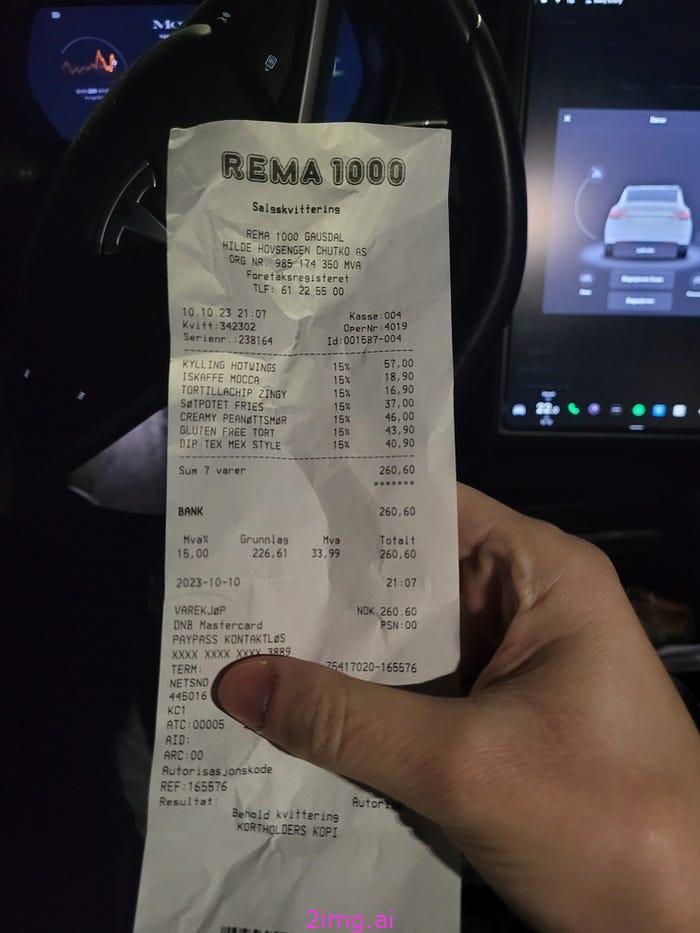 REMA 1000
Salgskvittering
REMA 1000 GAUSDAL
HILDE HOVSENGEN CHUTKO AS
ORG NR. 985 174 350 MVA
Foretaksregisteret
TLF: 61 22 55 00
10.10.23 21:07 Kasse:004
Kvitt:342302 OperNr:4019
Serienr.:238164 Id:001587-004
KYLLING HOTWINGS 15% 57,00
ISKAFFE MOCCA 15% 18,90
TORTILLACHIP ZINGY 15% 16,90
SØTPOTET FRIES 15% 37,00
CREAMY PEANØTTSMØR 15% 46,00
GLUTEN FREE TORT 15% 43,90
DIP TEX MEX STYLE 15% 40,90
Sum 7 varer 260,60
=======
BANK 260,60
Mva% Grunnlag Mva Totalt
15,00 226,61 33,99 260,60
2023-10-10 21:07
VAREKJØP NOK 260.60
DNB Mastercard PSN:00
PAYPASS KONTAKTLØS
XXXX XXXX XXXX 3889
TERM: 75417020-165576
NETSNO
445016
KC1
ATC:00005
AID:
ARC:00
Autorisasjonskode
REF:165576
Resultat: Autoris
Behold kvittering
KORTHOLDERS KOPI
2img.ai